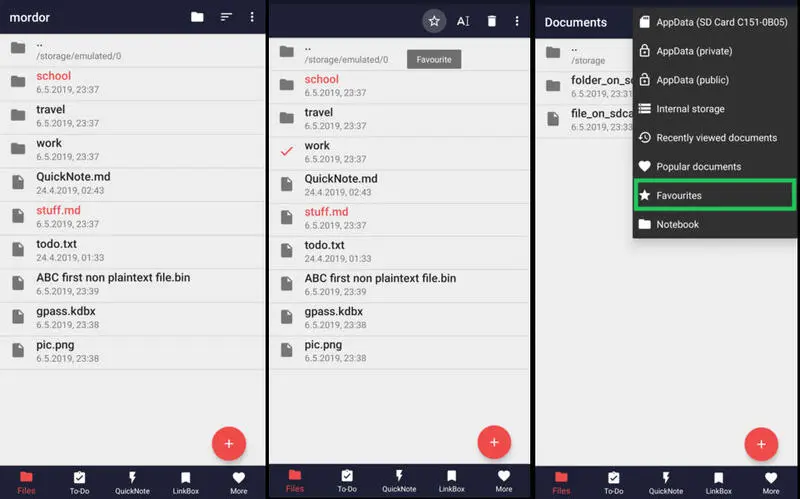 mordor
..
/storage/emulated/0
school
6.5.2019, 23:37
travel
6.5.2019, 23:37
work
6.5.2019, 23:37
QuickNote.md
24.4.2019, 02:43
stuff.md
6.5.2019, 23:37
todo.txt
24.4.2019, 01:33
ABC first non plaintext file.bin
6.5.2019, 23:39
gpass.kdbx
6.5.2019, 23:38
pic.png
6.5.2019, 23:38
+
Files
To-Do
QuickNote
LinkBox
More
A
..
/storage/emulated/0
Favourite
school
6.5.2019, 23:37
travel
6.5.2019, 23:37
work
6.5.2019, 23:37
QuickNote.md
24.4.2019, 02:43
stuff.md
6.5.2019, 23:37
todo.txt
24.4.2019, 01:33
ABC first non plaintext file.bin
6.5.2019, 23:39
gpass.kdbx
6.5.2019, 23:38
pic.png
6.5.2019, 23:38
+
Files
To-Do
QuickNote
LinkBox
More
Documents
..
/storage
folder_on_sd
6.5.2019, 23:32
file_on_sdca
6.5.2019, 23:33
AppData (SD Card C151-0B05)
AppData (private)
AppData (public)
Internal storage
Recently viewed documents
Popular documents
Favourites
Notebook
+
Files
To-Do
QuickNote
LinkBox
More